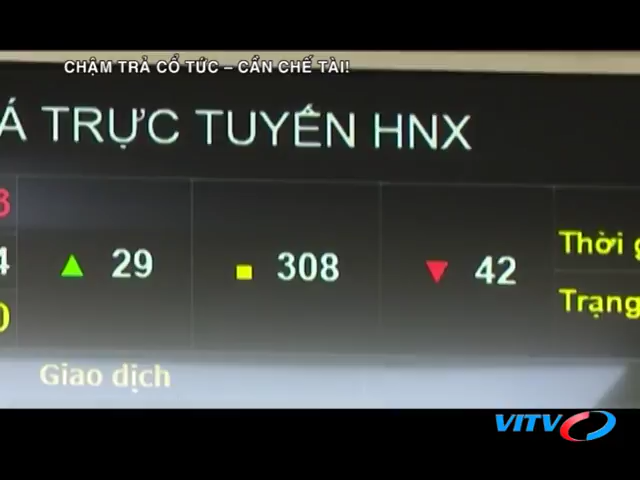 CHẬM TRẢ CỔ TỨC – CẦN CHẾ TÀI!
Á TRỰC TUYẾN HNX
29 308 42
Thời
Trạng
Giao dịch
VITV